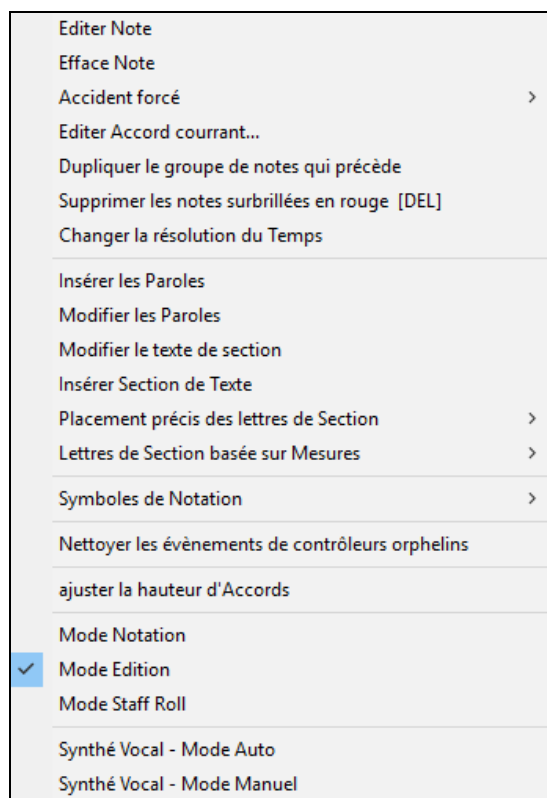 Editer Note
Efface Note
Accident forcé
Editer Accord courrant...
Dupliquer le groupe de notes qui précède
Supprimer les notes surbrillées en rouge [DEL]
Changer la résolution du Temps
Insérer les Paroles
Modifier les Paroles
Modifier le texte de section
Insérer Section de Texte
Placement précis des lettres de Section
Lettres de Section basée sur Mesures
Symboles de Notation
Nettoyer les évènements de contrôleurs orphelins
ajuster la hauteur d'Accords
Mode Notation
Mode Edition
Mode Staff Roll
Synthé Vocal - Mode Auto
Synthé Vocal - Mode Manuel